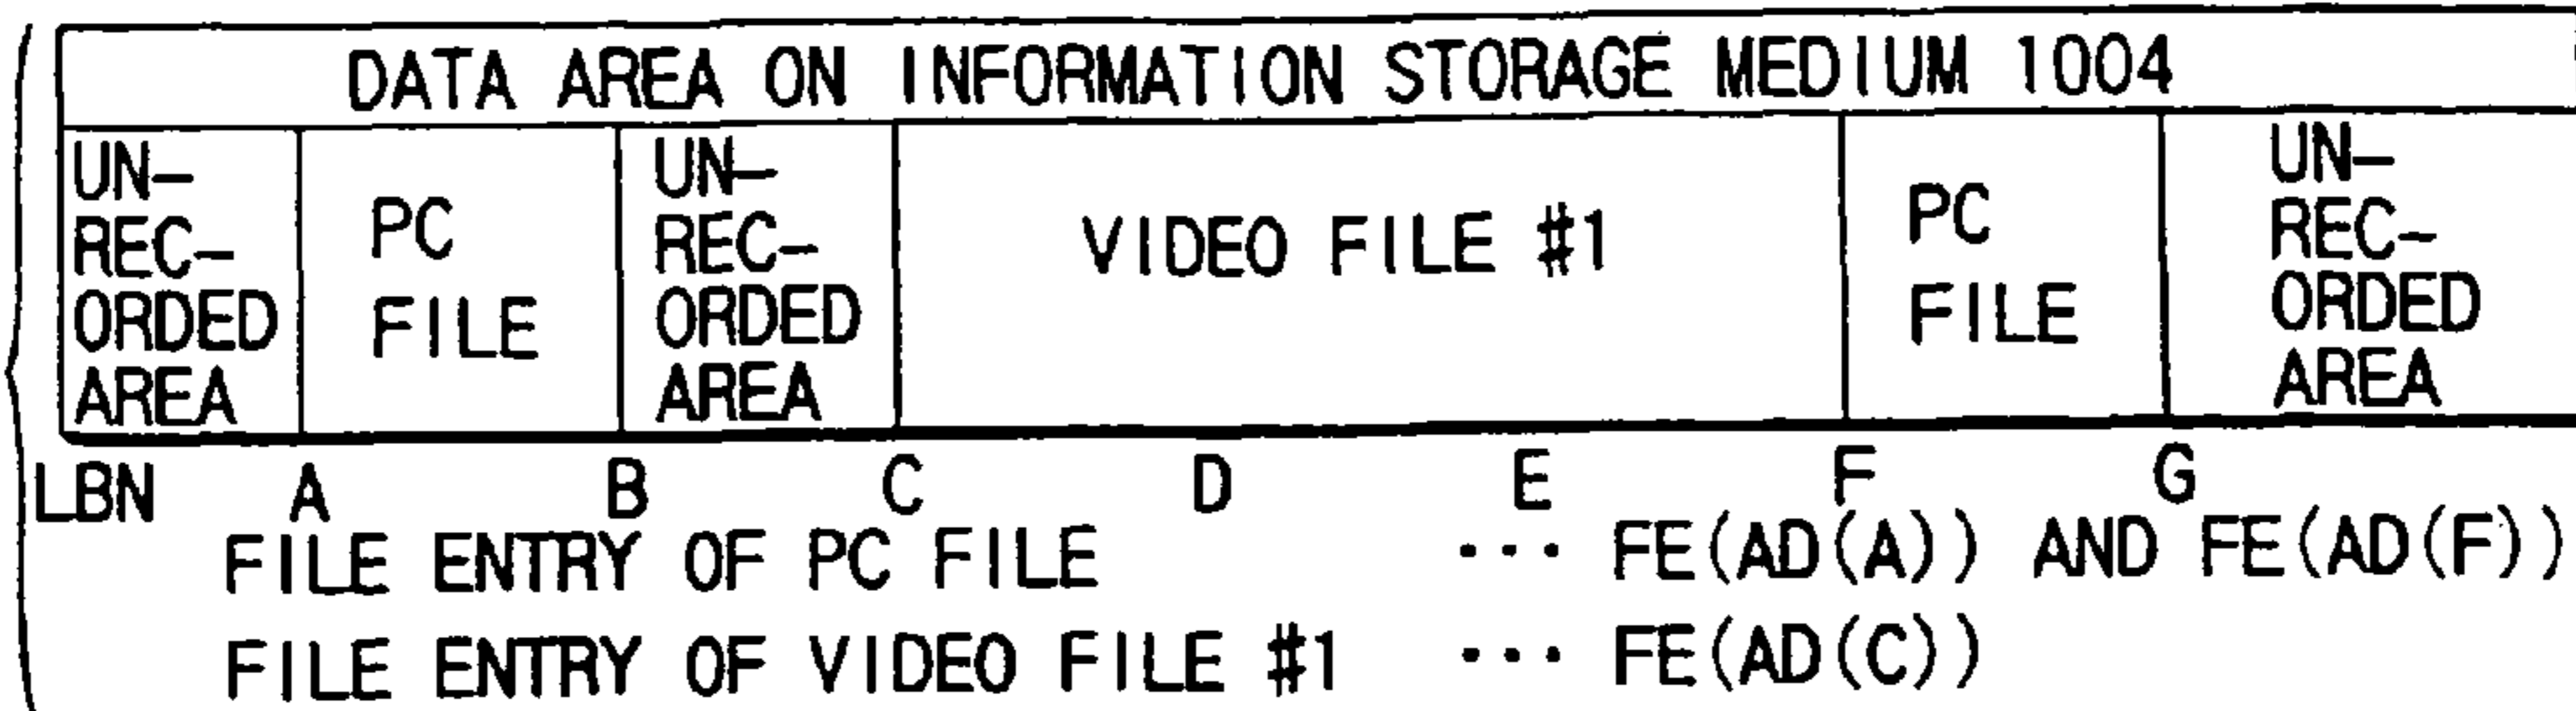 DATA AREA ON INFORMATION STORAGE MEDIUM 1004
UN-
REC-
ORDED
AREA
PC
FILE
UN-
REC-
ORDED
AREA
VIDEO FILE #1
PC
FILE
UN-
REC-
ORDED
AREA
LBN A B C D E F G
FILE ENTRY OF PC FILE ··· FE(AD(A)) AND FE(AD(F))
FILE ENTRY OF VIDEO FILE #1 ··· FE(AD(C))